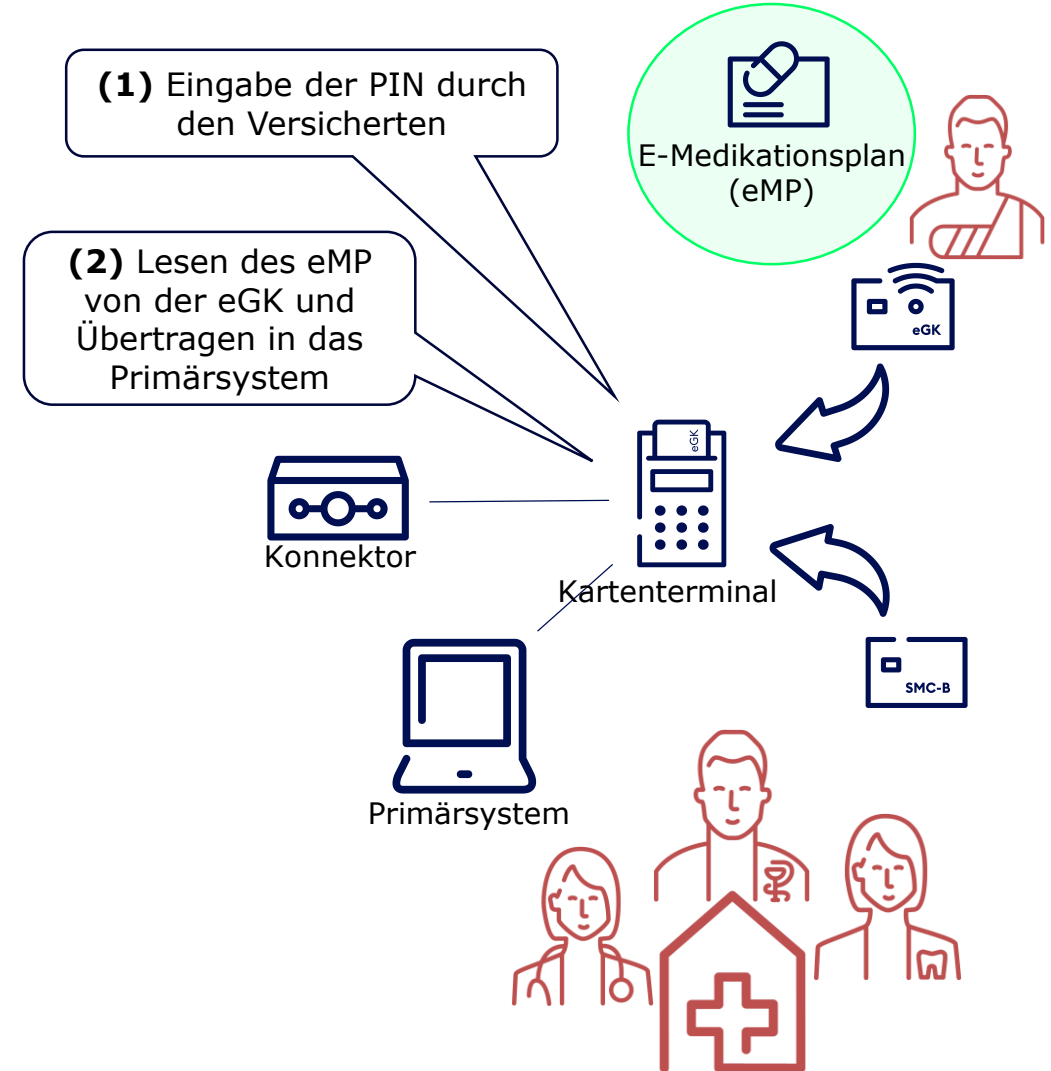 (1) Eingabe der PIN durch
den Versicherten
E-Medikationsplan
(eMP)
(2) Lesen des eMP
von der eGK und
Übertragen in das
Primärsystem
eGK
eGK
Konnektor
Kartenterminal
SMC-B
Primärsystem